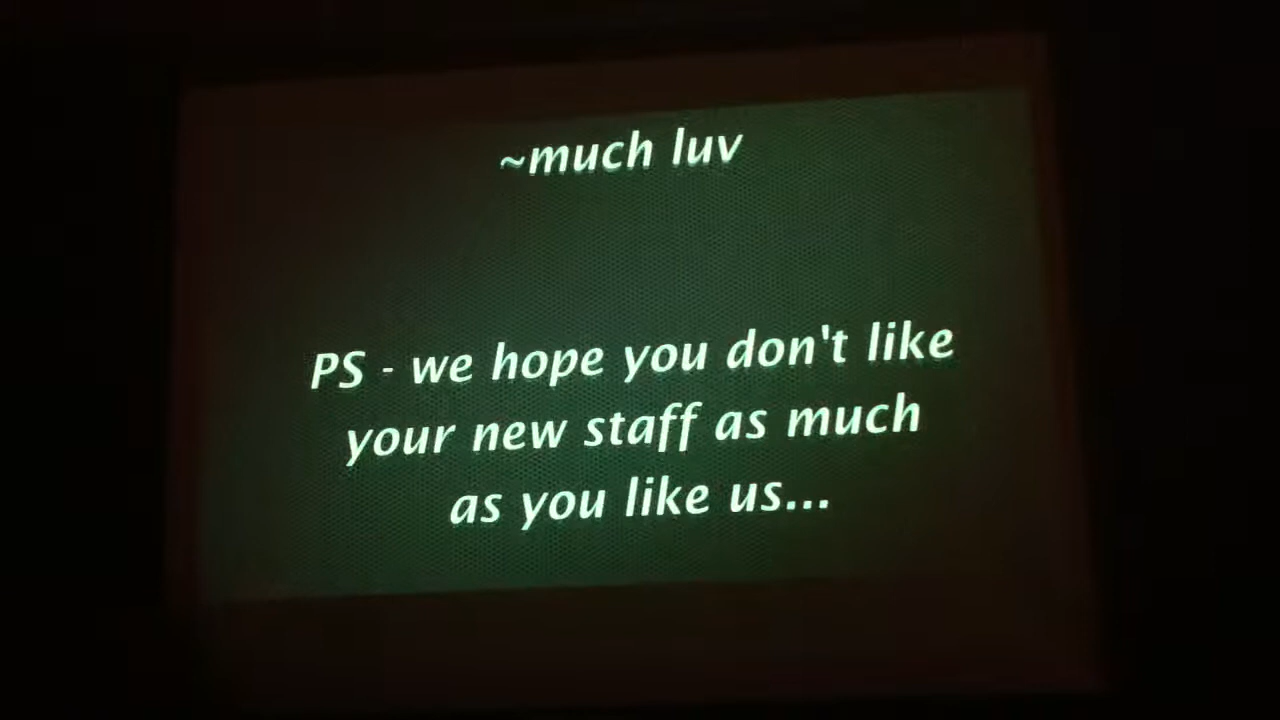 ~much luv
PS - we hope you don't like
your new staff as much
as you like us...